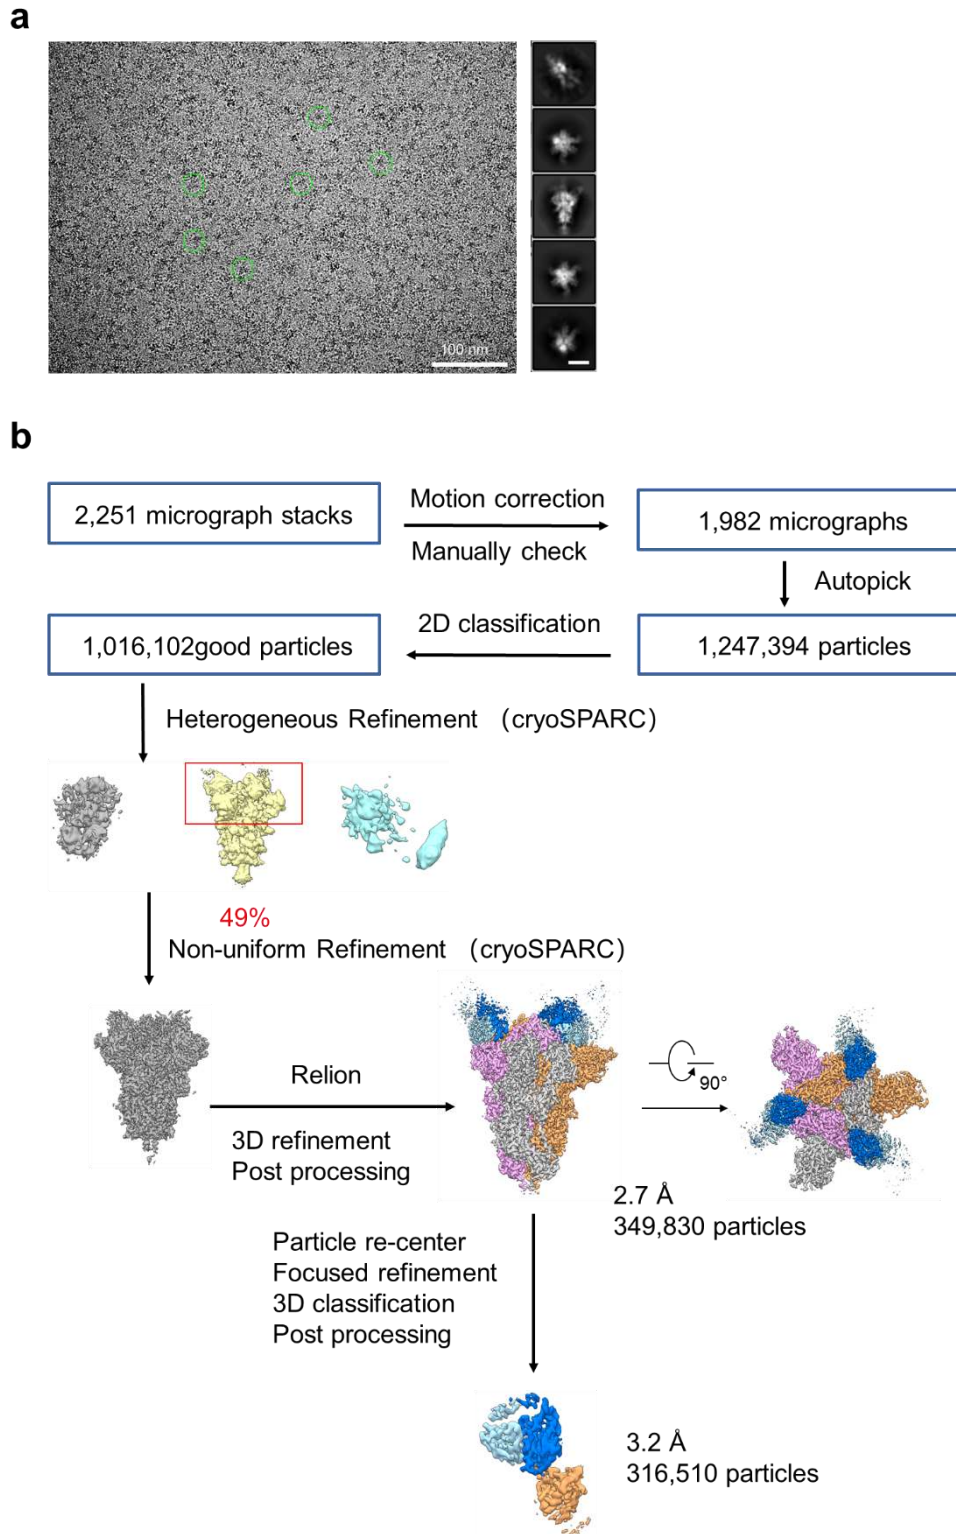 a
100 nm
b
2,251 micrograph stacks
Motion correction
Manually check
1,982 micrographs
Autopick
1,016,102good particles
2D classification
1,247,394 particles
Heterogeneous Refinement (cryoSPARC)
49%
Non-uniform Refinement (cryoSPARC)
Relion
3D refinement
Post processing
90°
2.7 Å
349,830 particles
Particle re-center
Focused refinement
3D classification
Post processing
3.2 Å
316,510 particles